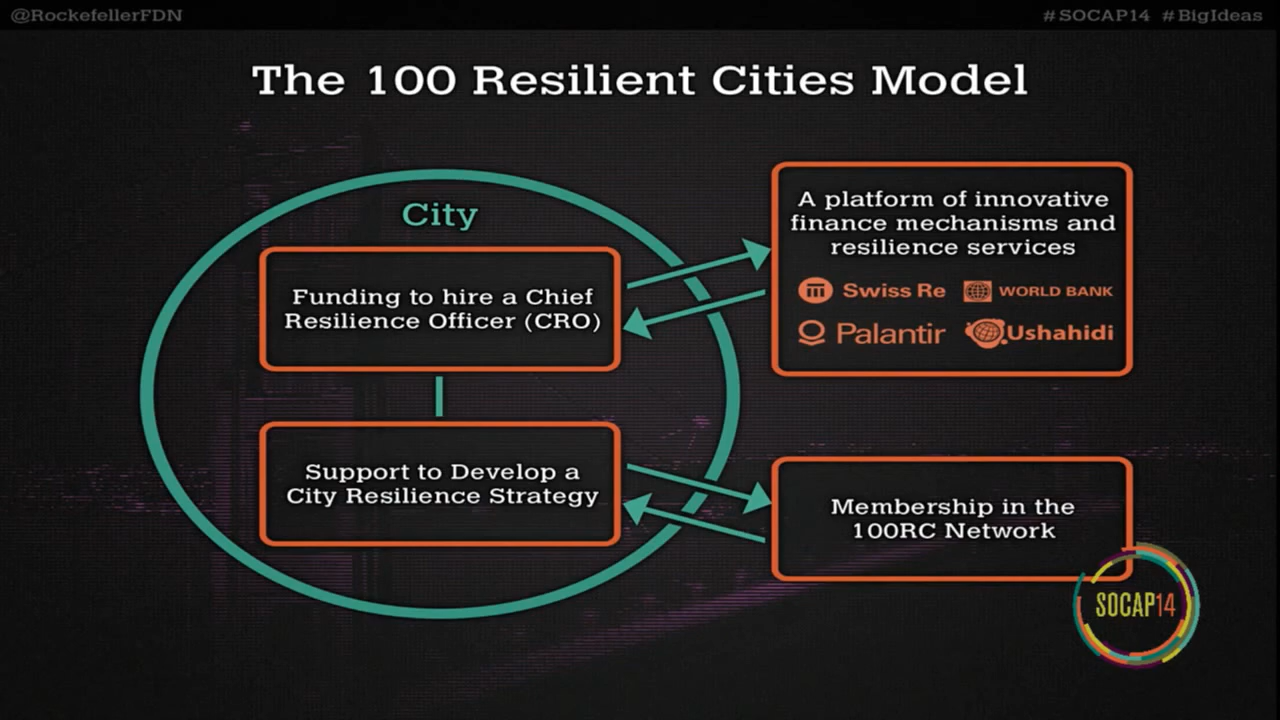 @RockefellerFDN
#SOCAP14 #BigIdeas
The 100 Resilient Cities Model
City
Funding to hire a Chief
Resilience Officer (CRO)
A platform of innovative
finance mechanisms and
resilience services
Swiss Re
WORLD BANK
Palantir
Ushahidi
Support to Develop a
City Resilience Strategy
Membership in the
100RC Network
SOCAP14